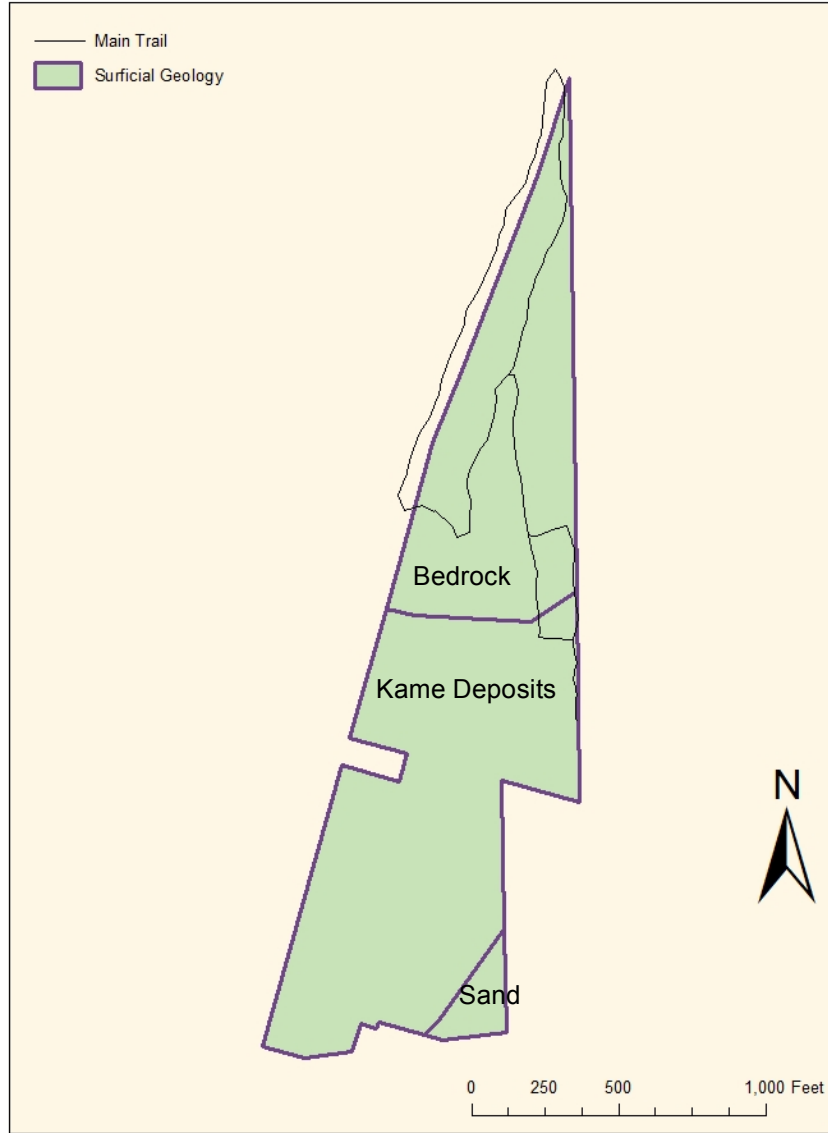 Main Trail
Surficial Geology
Bedrock
Kame Deposits
N
Sand
0 250 500 1,000 Feet